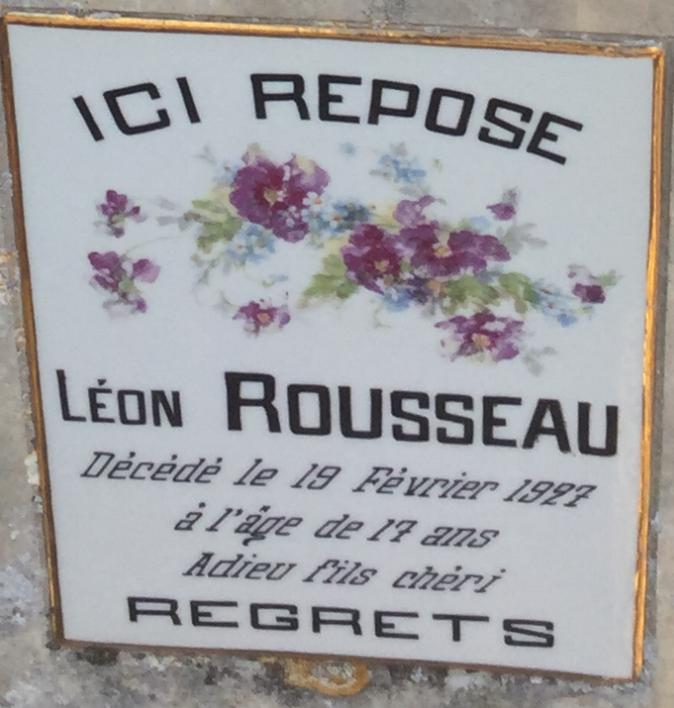 ICI REPOSE
LÉON ROUSSEAU
Décédé le 19 Février 1927
à l'âge de 17 ans
Adieu fils chéri
REGRETS